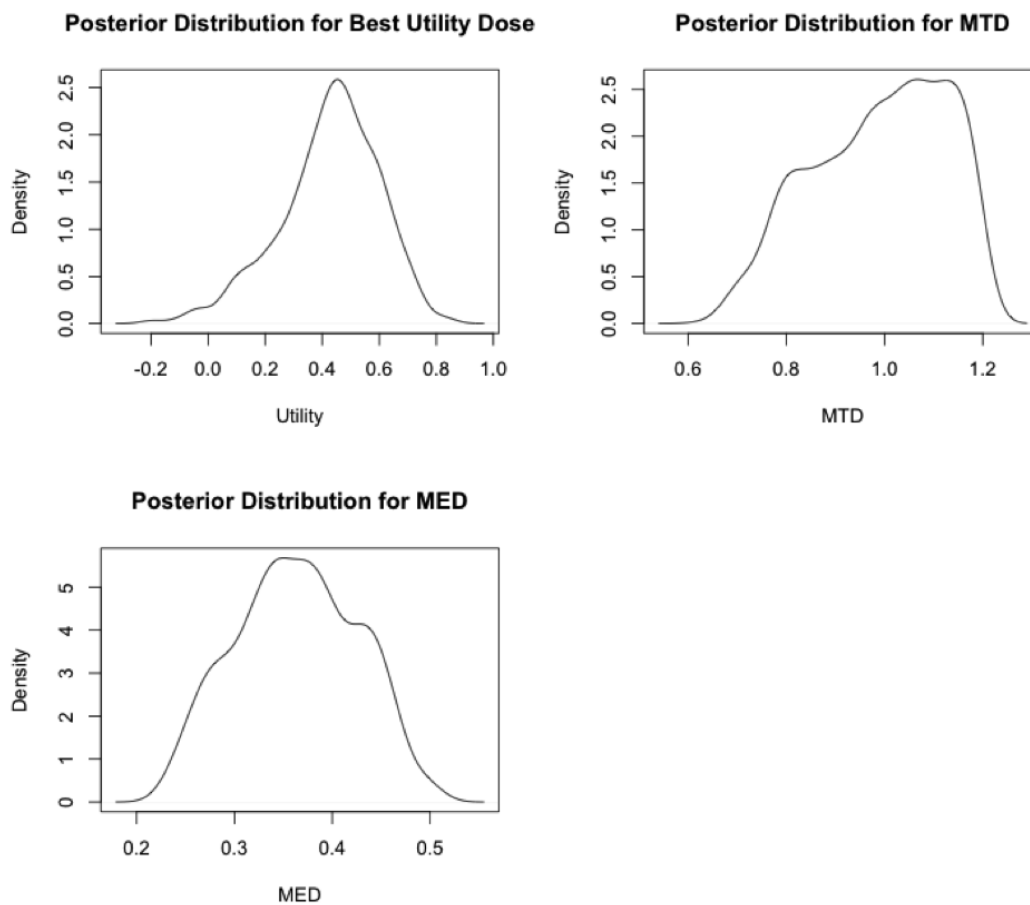 Posterior Distribution for Best Utility Dose
Density
0.0 0.5 1.0 1.5 2.0 2.5
-0.2 0.0 0.2 0.4 0.6 0.8 1.0
Utility
Posterior Distribution for MTD
Density
0.0 0.5 1.0 1.5 2.0 2.5
0.6 0.8 1.0 1.2
MTD
Posterior Distribution for MED
Density
0 1 2 3 4 5
0.2 0.3 0.4 0.5
MED